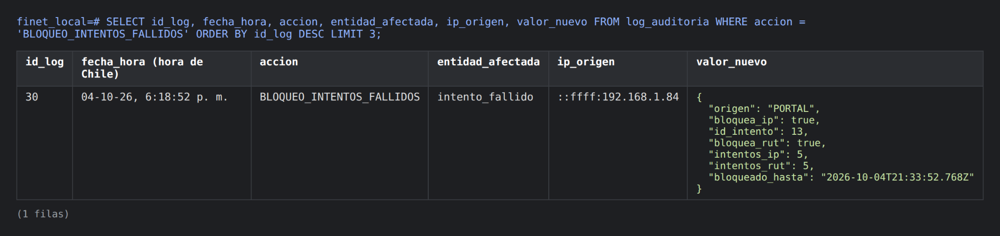 finet_local=# SELECT id_log, fecha_hora, accion, entidad_afectada, ip_origen, valor_nuevo FROM log_auditoria WHERE accion =
'BLOQUEO_INTENTOS_FALLIDOS' ORDER BY id_log DESC LIMIT 3;
id_log
fecha_hora (hora de
Chile)
accion
entidad_afectada
ip_origen
valor_nuevo
30
04-10-26, 6:18:52 p. m.
BLOQUEO_INTENTOS_FALLIDOS
intento_fallido
::ffff:192.168.1.84
{
"origen": "PORTAL",
"bloquea_ip": true,
"id_intento": 13,
"bloquea_rut": true,
"intentos_ip": 5,
"intentos_rut": 5,
"bloqueado_hasta": "2026-10-04T21:33:52.768Z"
}
(1 filas)